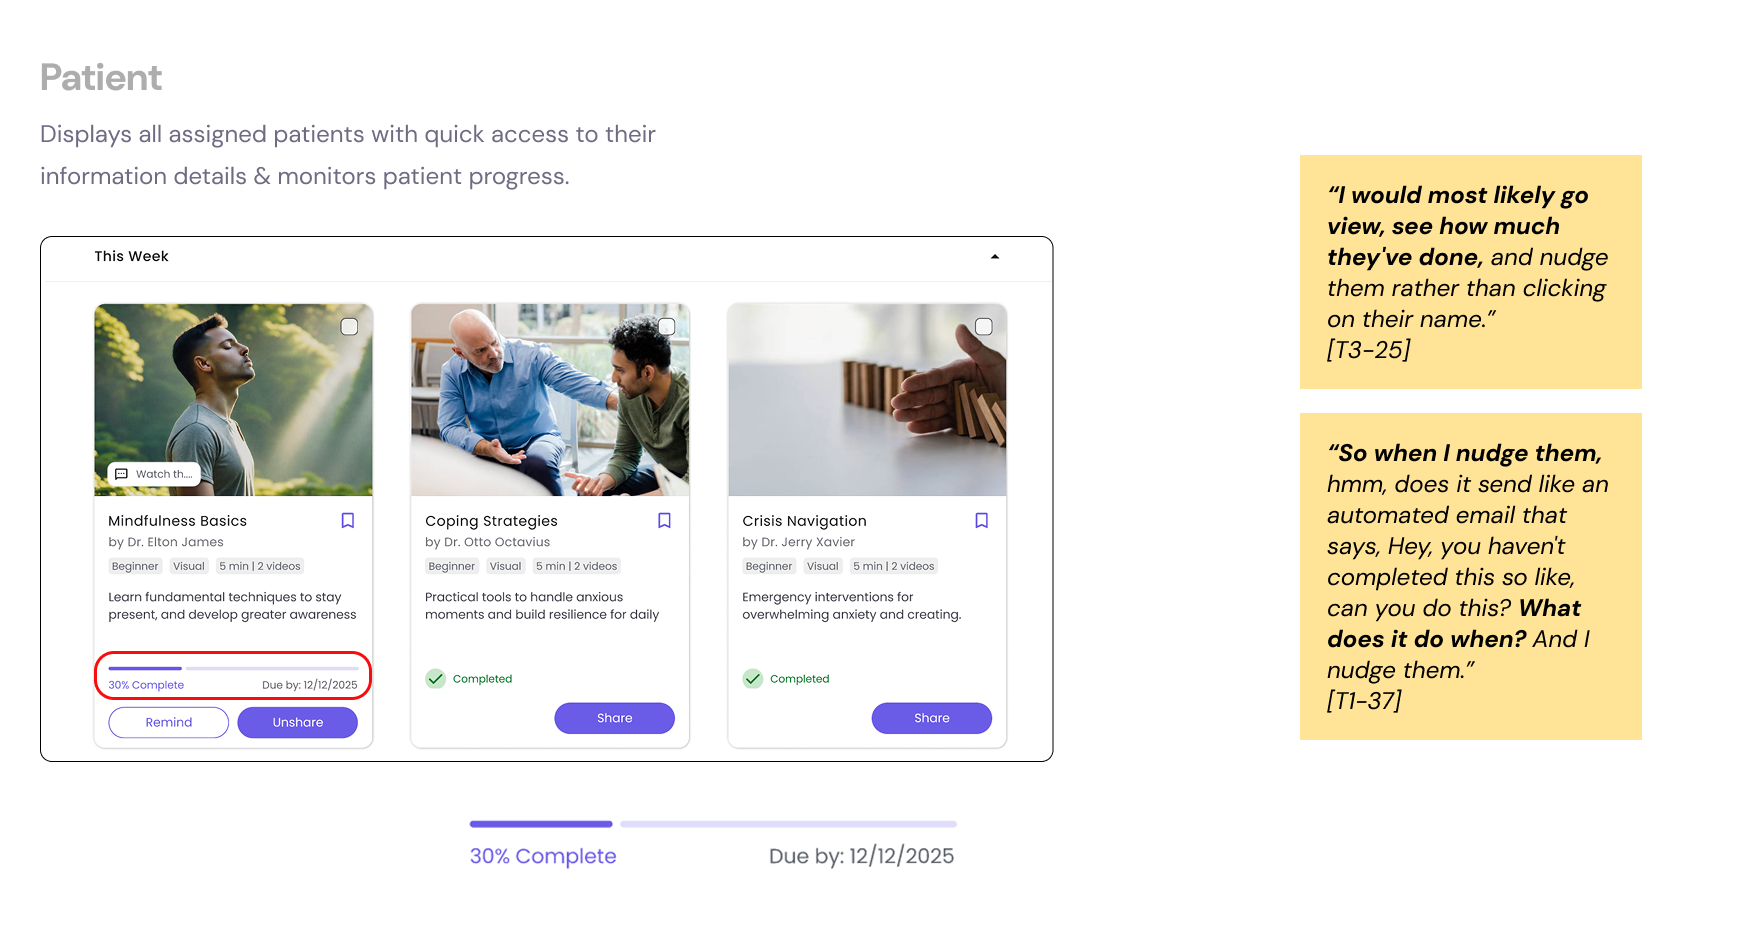 Patient
Displays all assigned patients with quick access to their
information details & monitors patient progress.
This Week
Watch th....
Mindfulness Basics
by Dr. Elton James
Beginner Visual 5 min | 2 videos
Learn fundamental techniques to stay
present, and develop greater awareness
30% Complete Due by: 12/12/2025
Remind Unshare
Coping Strategies
by Dr. Otto Octavius
Beginner Visual 5 min | 2 videos
Practical tools to handle anxious
moments and build resilience for daily
Completed
Share
Crisis Navigation
by Dr. Jerry Xavier
Beginner Visual 5 min | 2 videos
Emergency interventions for
overwhelming anxiety and creating.
Completed
Share
30% Complete Due by: 12/12/2025
“I would most likely go
view, see how much
they've done, and nudge
them rather than clicking
on their name.”
[T3-25]
“So when I nudge them,
hmm, does it send like an
automated email that
says, Hey, you haven't
completed this so like,
can you do this? What
does it do when? And I
nudge them.”
[T1-37]